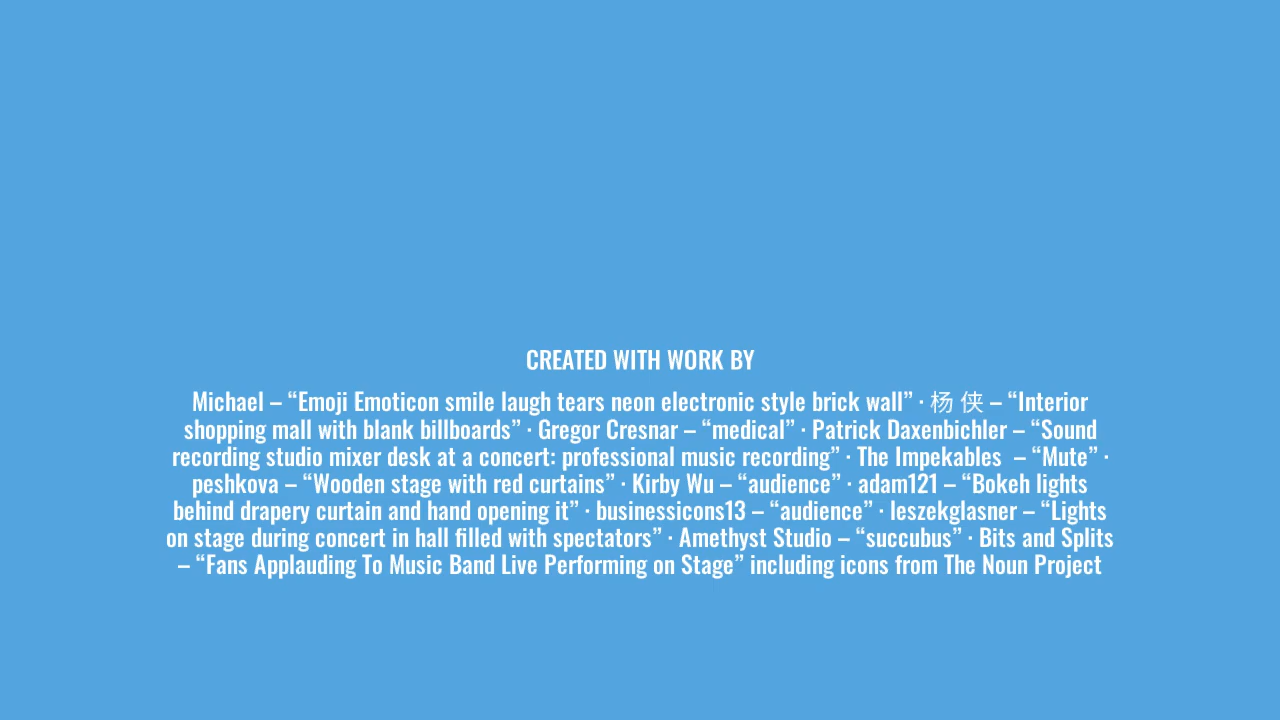 CREATED WITH WORK BY
Michael – “Emoji Emoticon smile laugh tears neon electronic style brick wall” · 杨 侠 – “Interior
shopping mall with blank billboards” · Gregor Cresnar – “medical” · Patrick Daxenbichler – “Sound
recording studio mixer desk at a concert: professional music recording” · The Impekables  – “Mute” ·
peshkova – “Wooden stage with red curtains” · Kirby Wu – “audience” · adam121 – “Bokeh lights
behind drapery curtain and hand opening it” · businessicons13 – “audience” · leszekglasner – “Lights
on stage during concert in hall filled with spectators” · Amethyst Studio – “succubus” · Bits and Splits
– “Fans Applauding To Music Band Live Performing on Stage” including icons from The Noun Project